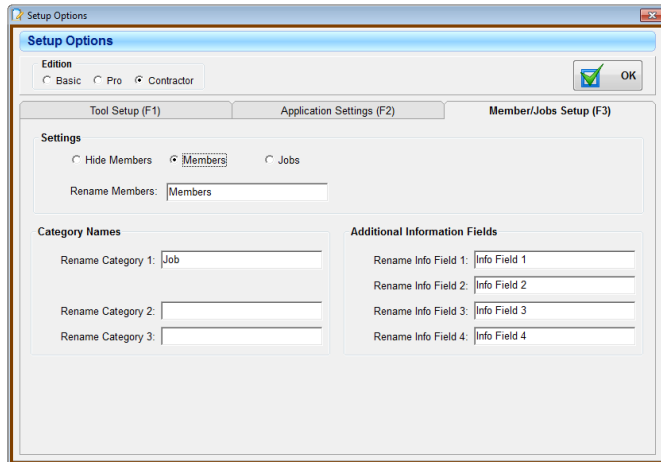 Setup Options
Setup Options
Edition
Basic Pro Contractor
OK
Tool Setup (F1) Application Settings (F2) Member/Jobs Setup (F3)
Settings
Hide Members Members Jobs
Rename Members: Members
Category Names
Rename Category 1: Job
Rename Category 2:
Rename Category 3:
Additional Information Fields
Rename Info Field 1: Info Field 1
Rename Info Field 2: Info Field 2
Rename Info Field 3: Info Field 3
Rename Info Field 4: Info Field 4